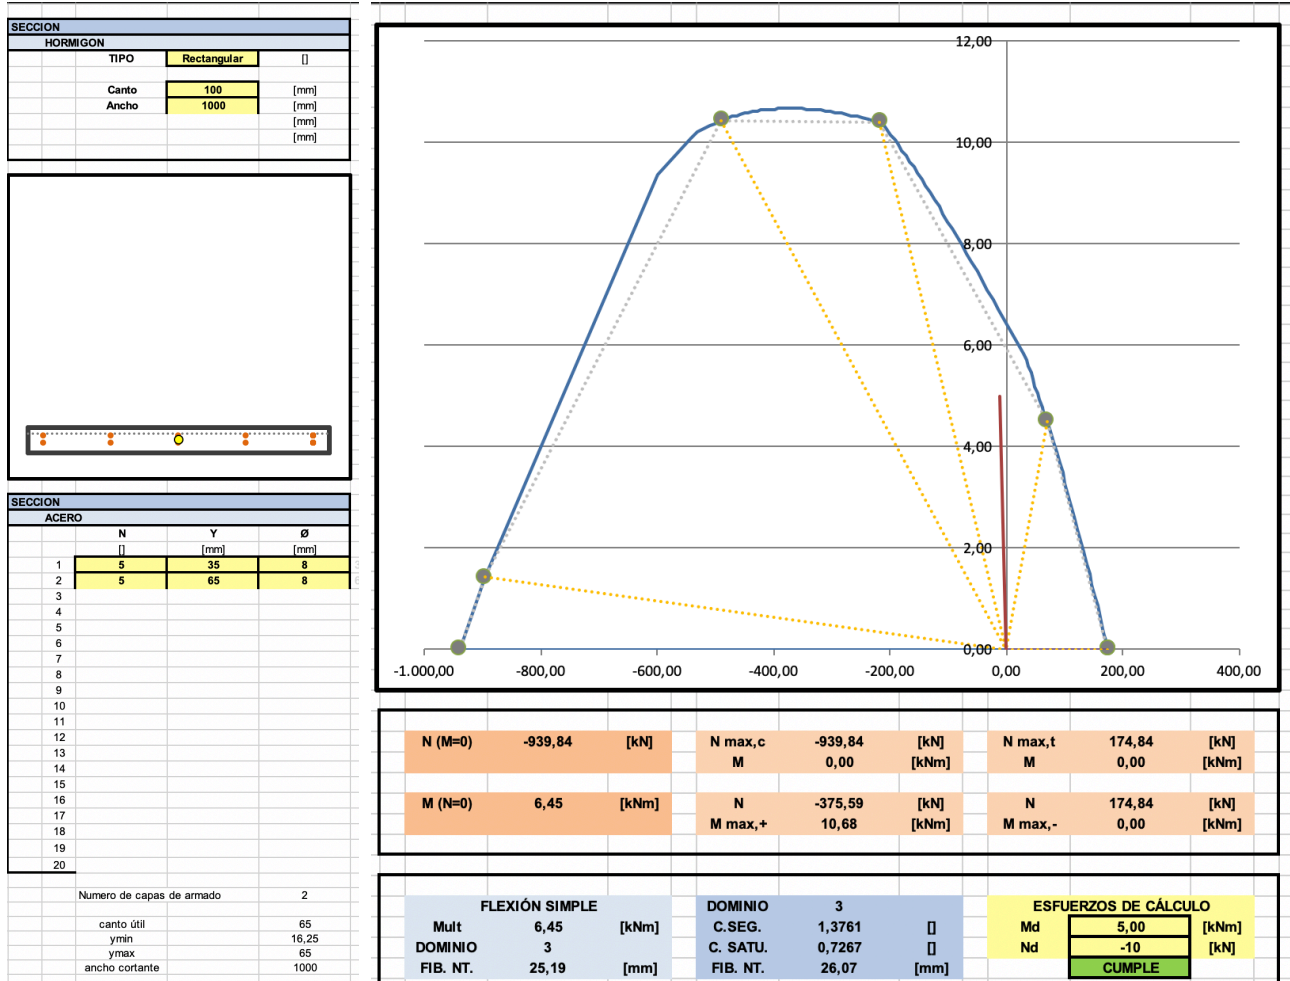 SECCION
HORMIGON
TIPO Rectangular []
Canto 100 [mm]
Ancho 1000 [mm]
[mm]
[mm]
SECCION
ACERO
N Y Ø
[] [mm] [mm]
1 5 35 8
2 5 65 8
3
4
5
6
7
8
9
10
11
12
13
14
15
16
17
18
19
20
Numero de capas de armado 2
canto útil 65
ymin 16,25
ymax 65
ancho cortante 1000
12,00
10,00
8,00
6,00
4,00
2,00
0,00
-1.000,00 -800,00 -600,00 -400,00 -200,00 0,00 200,00 400,00
N (M=0) -939,84 [kN]
M (N=0) 6,45 [kNm]
N max,c -939,84 [kN]
M 0,00 [kNm]
N -375,59 [kN]
M max,+ 10,68 [kNm]
N max,t 174,84 [kN]
M 0,00 [kNm]
N 174,84 [kN]
M max,- 0,00 [kNm]
FLEXIÓN SIMPLE
Mult 6,45 [kNm]
DOMINIO 3
FIB. NT. 25,19 [mm]
DOMINIO 3
C.SEG. 1,3761 []
C. SATU. 0,7267 []
FIB. NT. 26,07 [mm]
ESFUERZOS DE CÁLCULO
Md 5,00 [kNm]
Nd -10 [kN]
CUMPLE